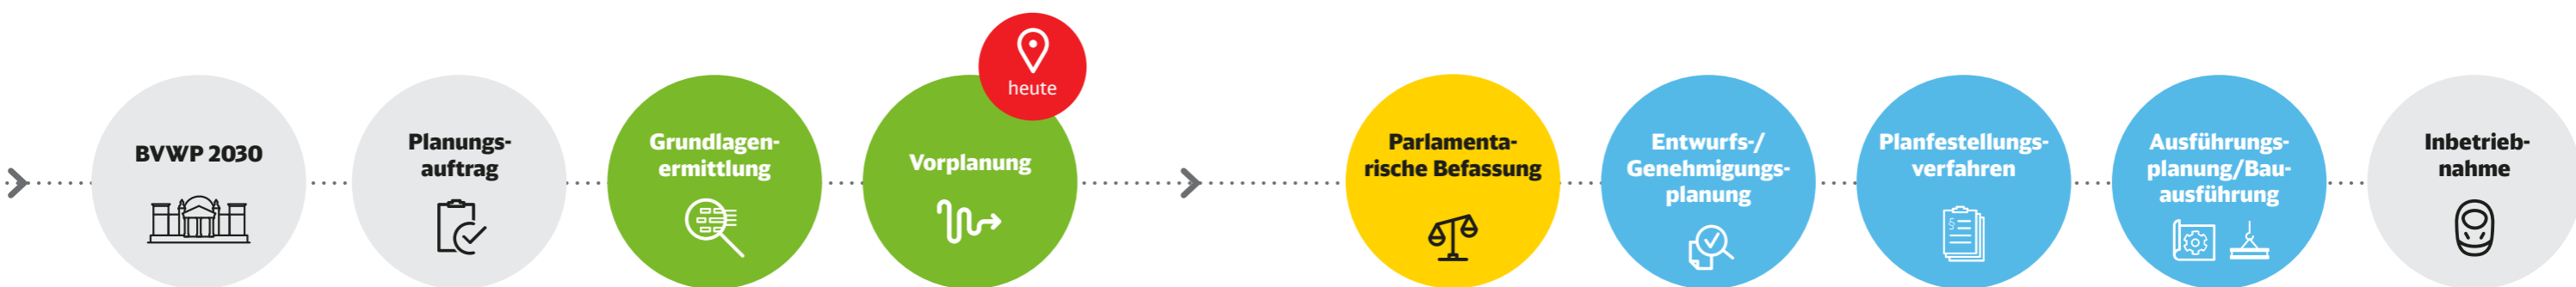 heute
BVWP 2030
Planungs-
auftrag
Grundlagen-
ermittlung
Vorplanung
Parlamenta-
rische Befassung
Entwurfs-/
Genehmigungs-
planung
Planfestellungs-
verfahren
Ausführungs-
planung/Bau-
ausführung
Inbetrieb-
nahme